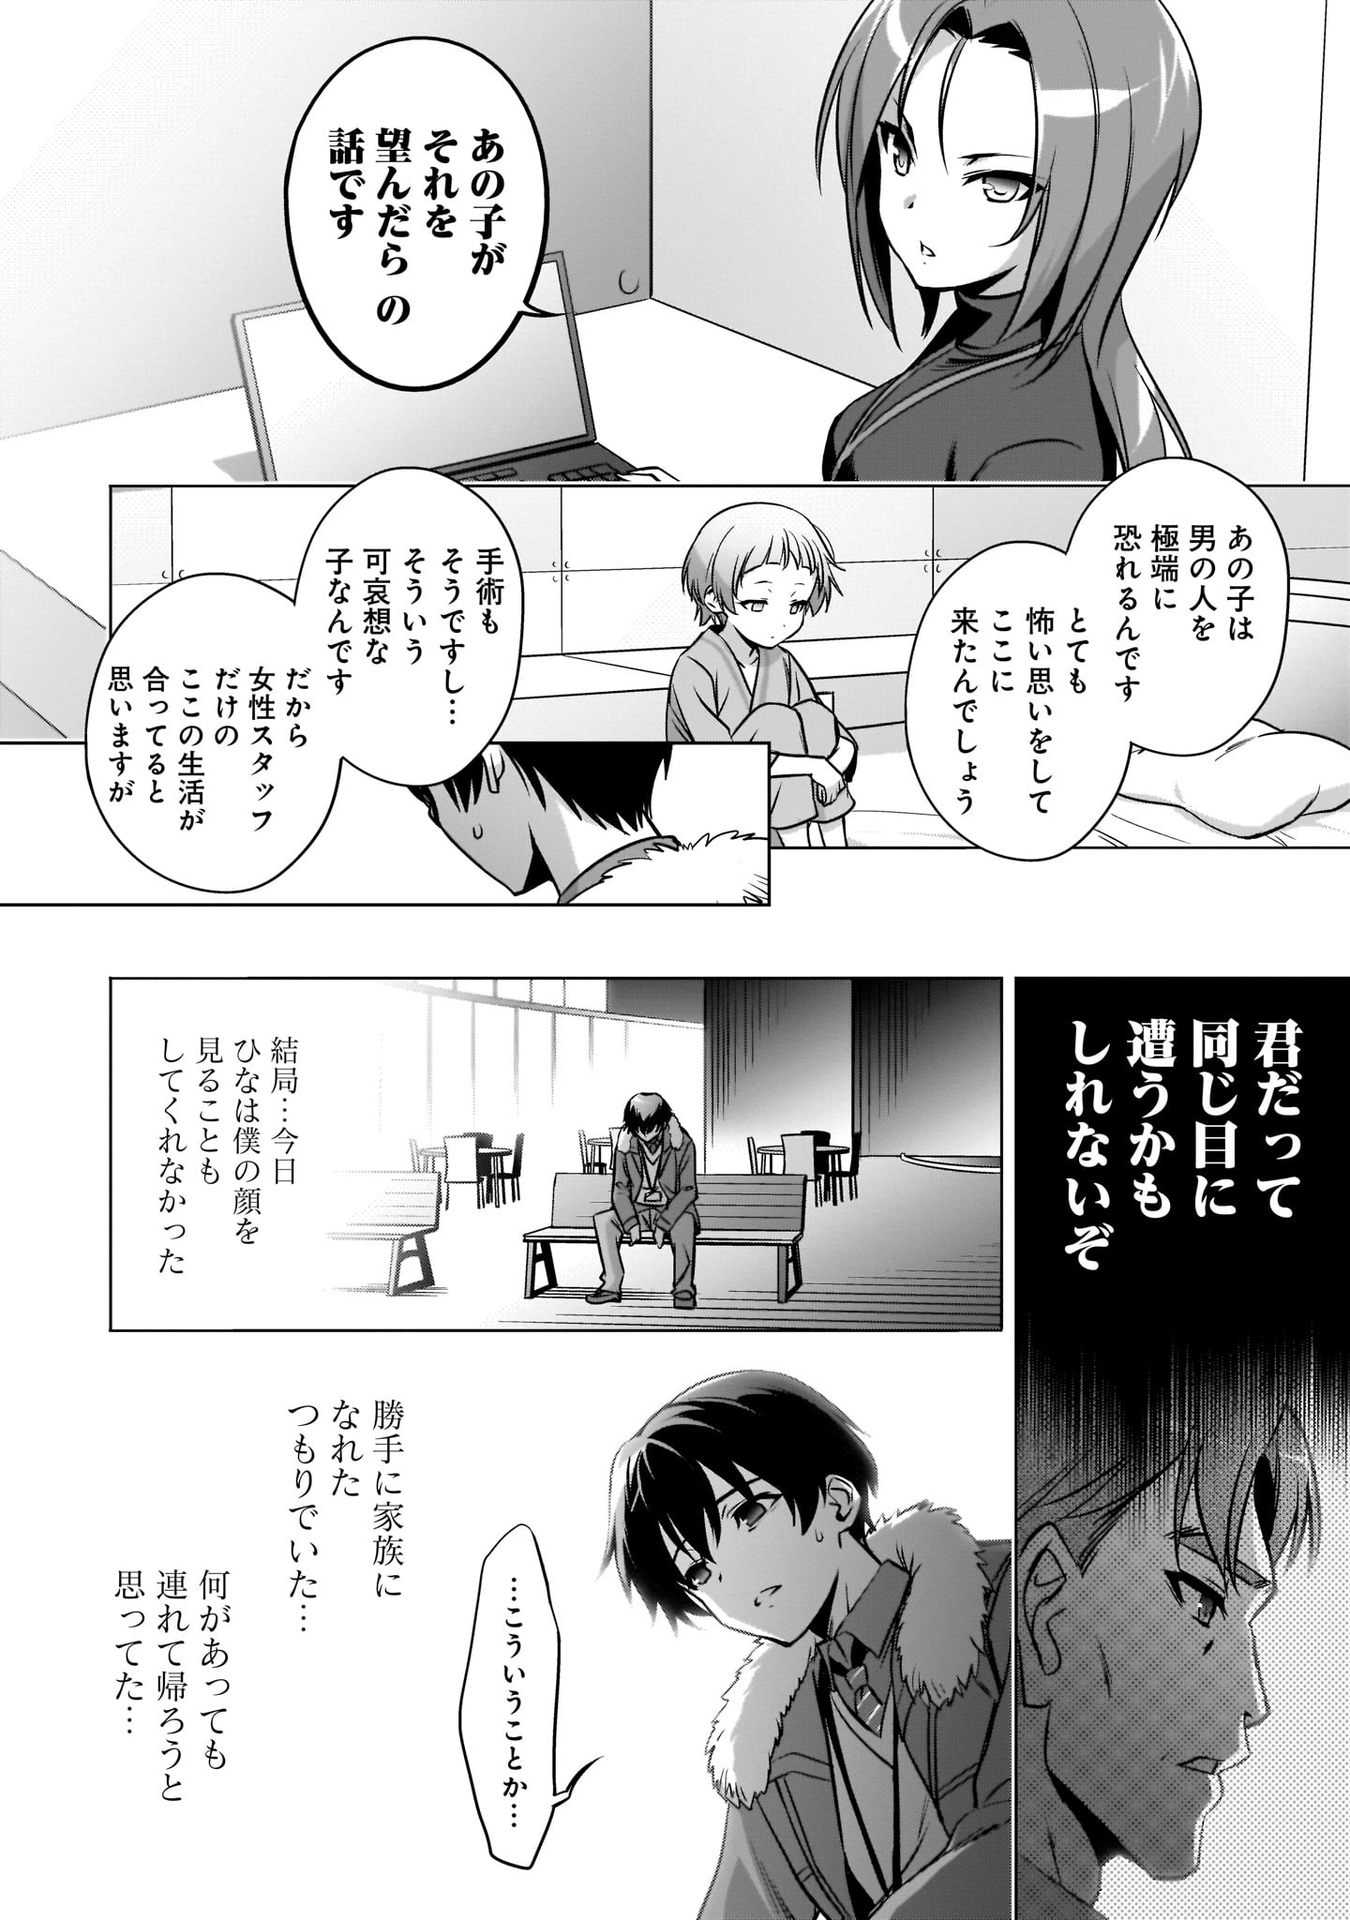 あの子が
それを
望んだら の
話です
あの子は
男の人を
極端に
恐れるんです
とても
怖い思いをして
ここに
来たんでしょう
手術も
そうですし…
そういう
可哀想な
子なんです
だから
女性スタッフ
だけの
ここの生活が
合ってると
思いますが
君だって
同じ目に
遭うかも
しれないぞ
結局…今日
ひなは僕の顔を
見ることも
してくれなかった
…こういうことか…
勝手に家族に
なれた
つもりでいた…
何があっても
連れて帰ろうと
思ってた…